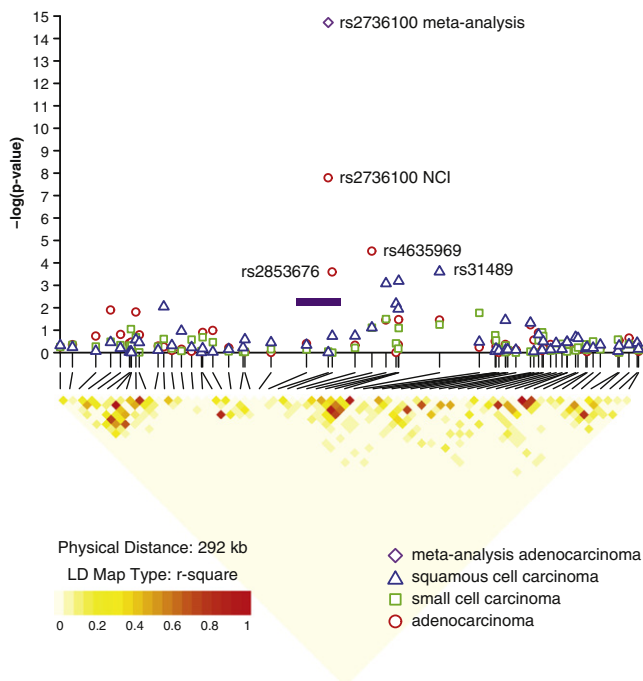 15
14
13
12
11
10
9
8
7
6
5
4
3
2
1
0
−log(p-value)
rs2736100 meta-analysis
rs2736100 NCI
rs4635969
rs2853676
rs31489
Physical Distance: 292 kb
LD Map Type: r-square
0 0.2 0.4 0.6 0.8 1
meta-analysis adenocarcinoma
squamous cell carcinoma
small cell carcinoma
adenocarcinoma